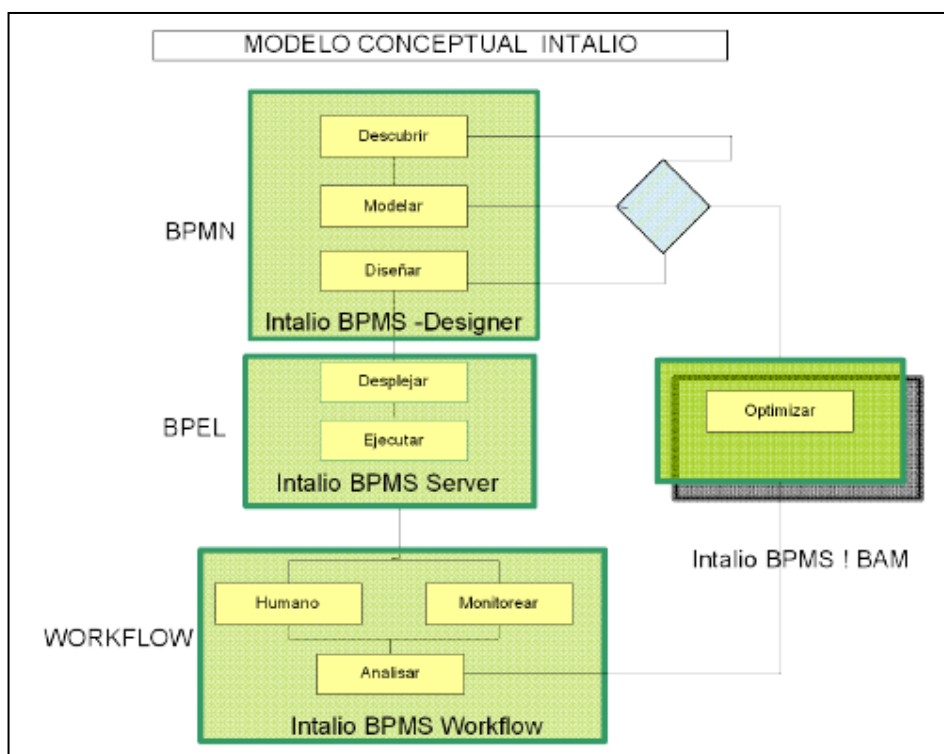 MODELO CONCEPTUAL INTALIO
Descubrir
Modelar
BPMN
Diseñar
Intalio BPMS -Designer
Desplejar
BPEL
Ejecutar
Intalio BPMS Server
Optimizar
Intalio BPMS ! BAM
Humano
Monitorear
WORKFLOW
Analisar
Intalio BPMS Workflow